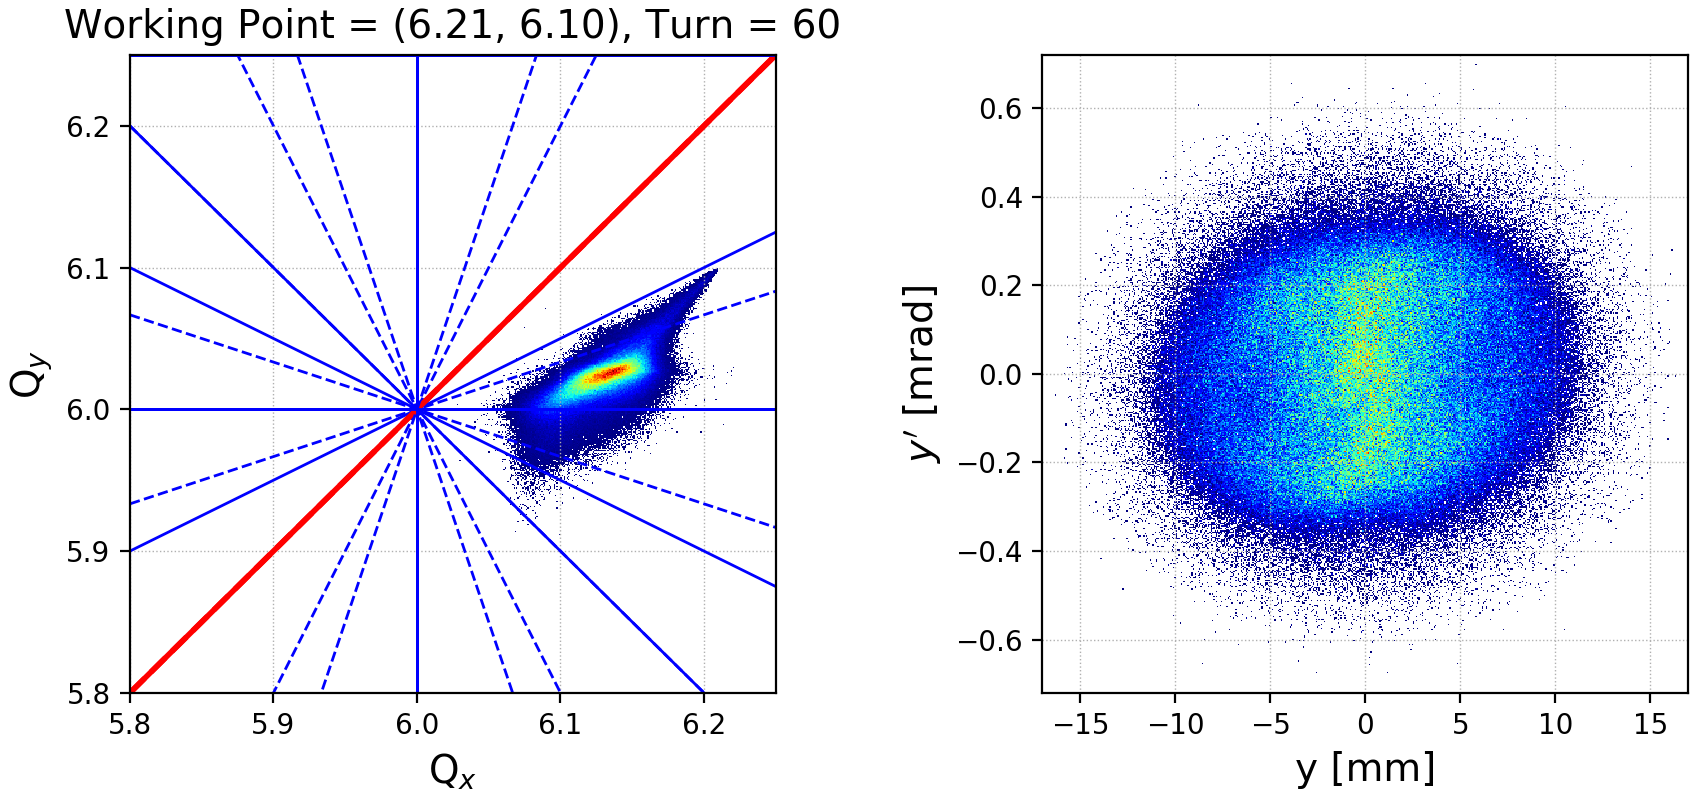 Working Point = (6.21, 6.10), Turn = 60
6.2
6.1
6.0
5.9
5.8
5.8 5.9 6.0 6.1 6.2
Qₓ
Qy
0.6
0.4
0.2
0.0
−0.2
−0.4
−0.6
−15 −10 −5 0 5 10 15
y [mm]
y′ [mrad]